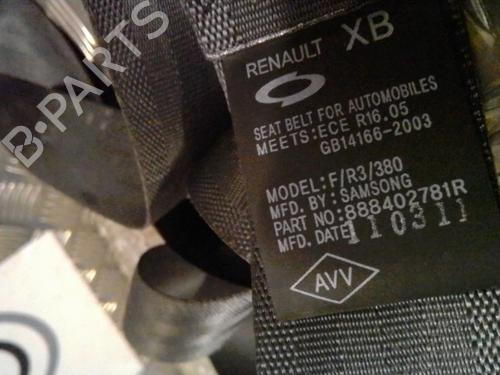 RENAULT XB
SEAT BELT FOR AUTOMOBILES
MEETS:ECE R16.05
GB14166-2003
MODEL:F/R3/380
MFD.BY:SAMSONG
PART NO:888402781R
MFD.DATE:110311
AVV
B-Parts